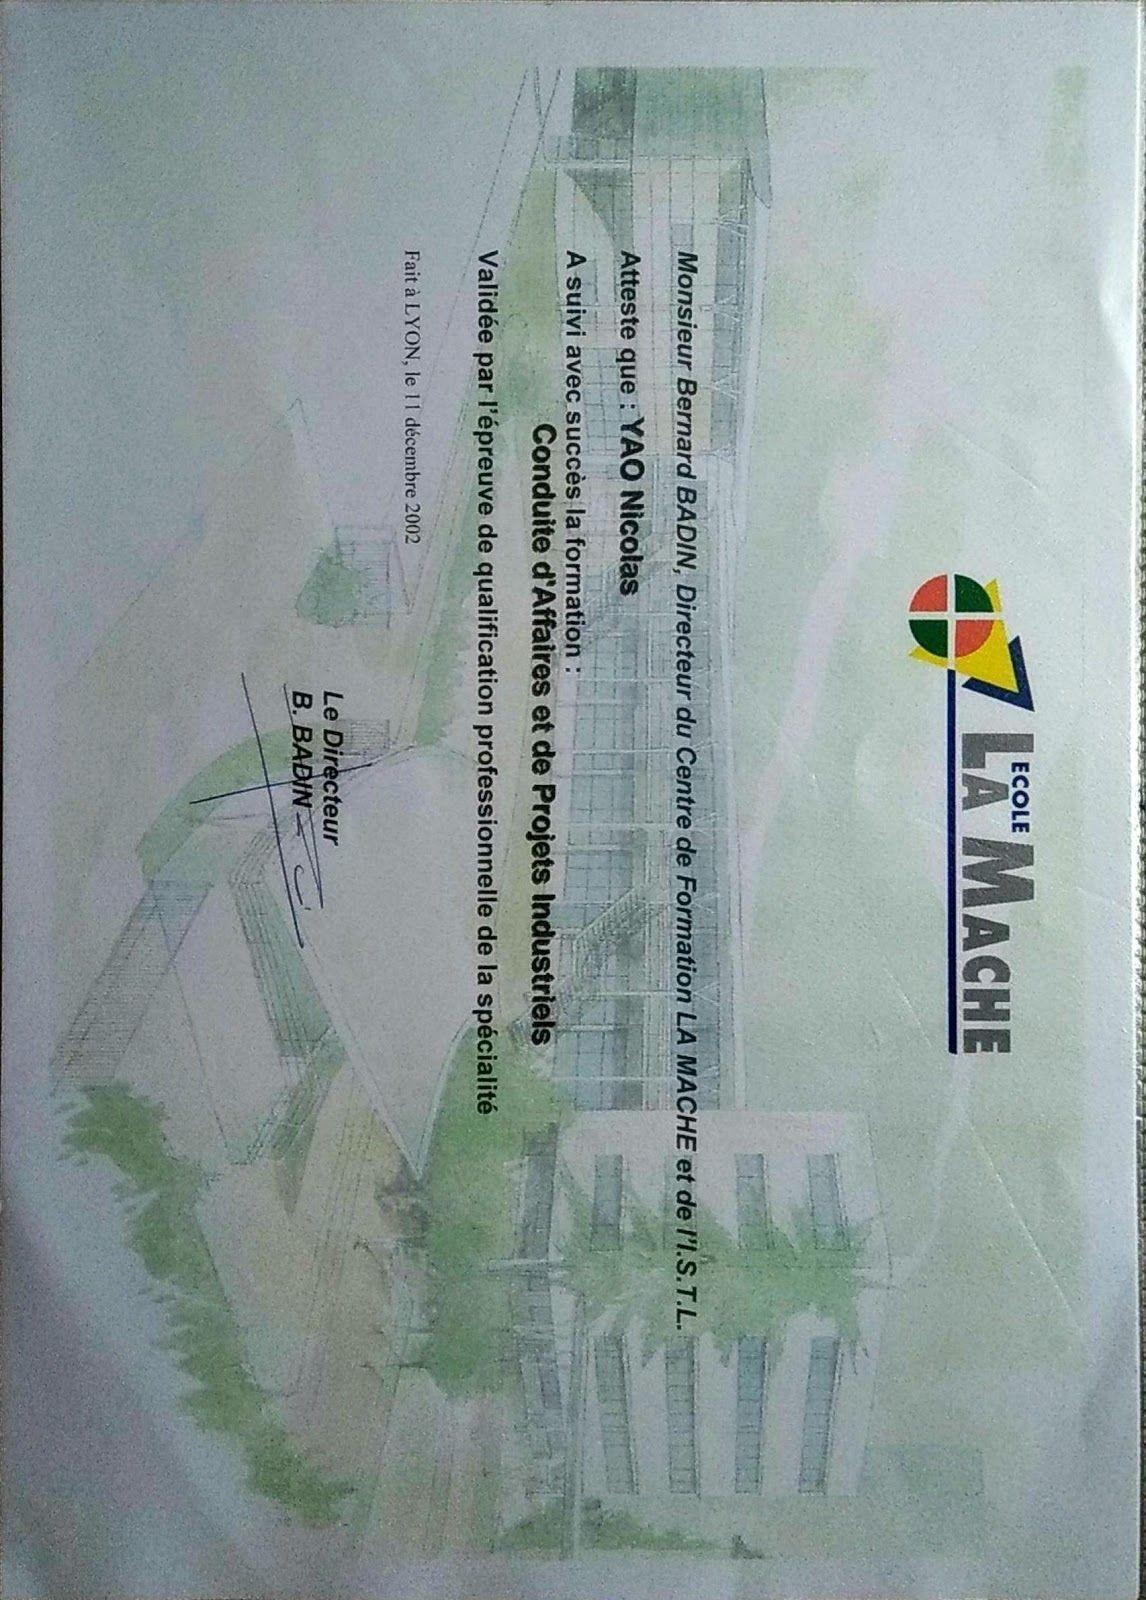 ECOLE
LA MACHE
Monsieur Bernard BADIN, Directeur du Centre de Formation LA MACHE et de l'I.S.T.L.
Atteste que : YAO Nicolas
A suivi avec succès la formation :
Conduite d'Affaires et de Projets Industriels
Validée par l'épreuve de qualification professionnelle de la spécialité
Fait à LYON, le 11 décembre 2002
Le Directeur
B. BADIN